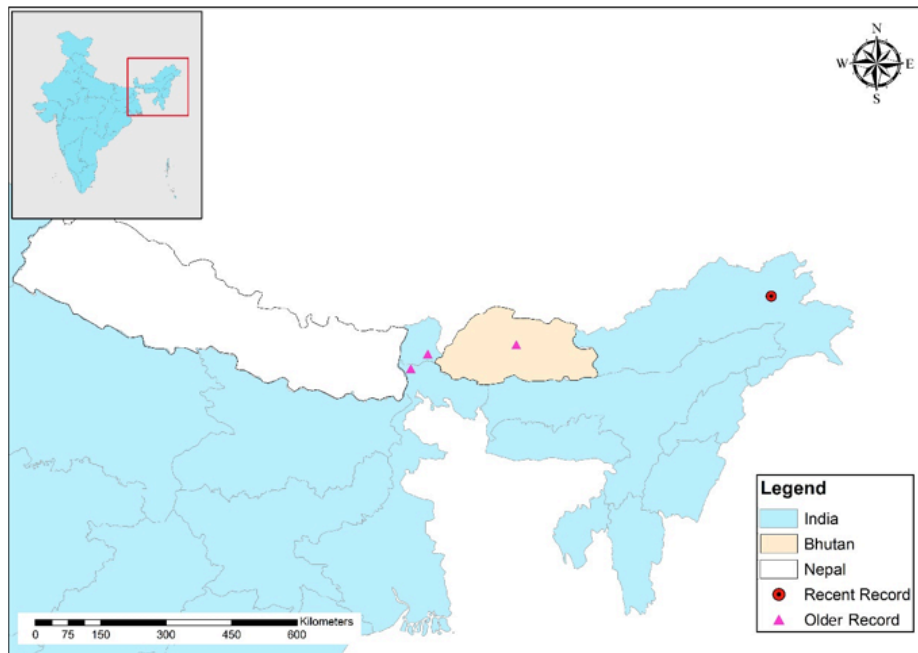 N
W E
S
Legend
India
Bhutan
Nepal
Recent Record
Older Record
Kilometers
0 75 150 300 450 600